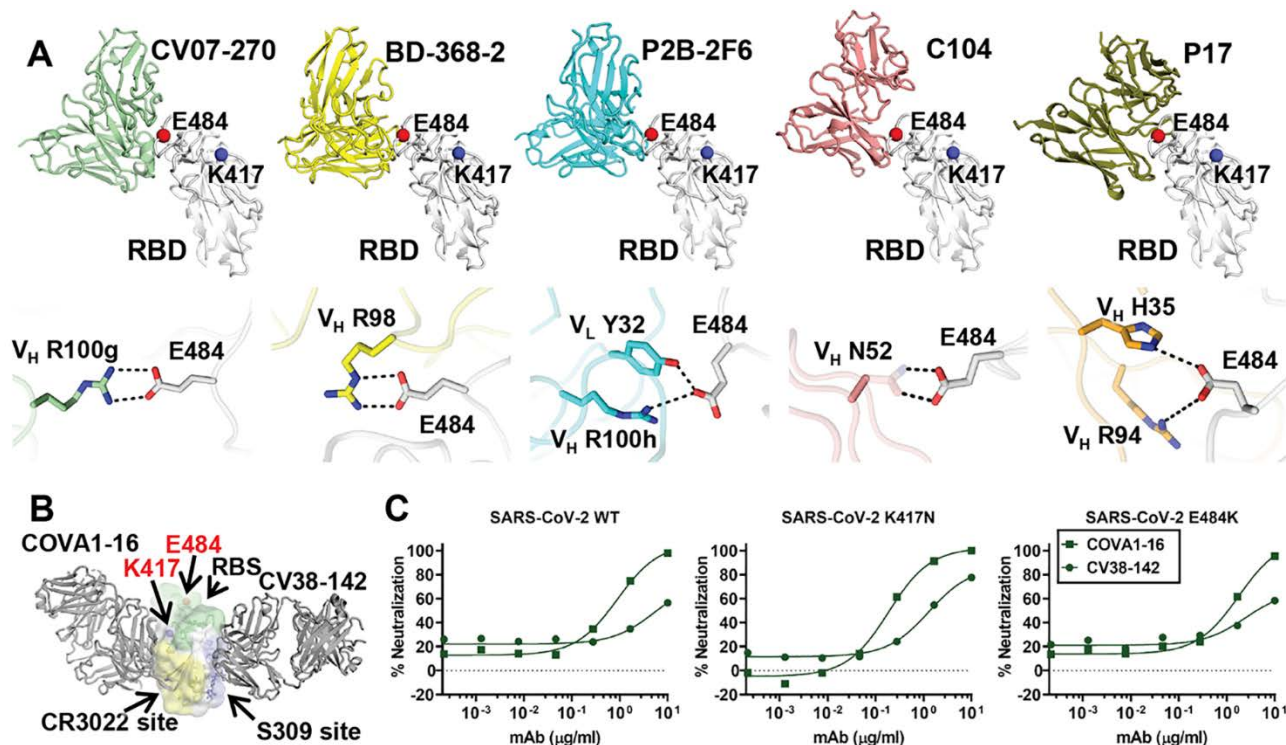 A
CV07-270
BD-368-2
P2B-2F6
C104
P17
E484
E484
E484
E484
E484
K417
K417
K417
K417
K417
RBD
RBD
RBD
RBD
RBD
VH R100g
E484
VH R98
E484
VL Y32
E484
VH R100h
VH N52
E484
VH H35
E484
VH R94
B
COVA1-16
E484
K417
RBS
CV38-142
CR3022 site
S309 site
C
SARS-CoV-2 WT
SARS-CoV-2 K417N
SARS-CoV-2 E484K
COVA1-16
CV38-142
% Neutralization
100
80
60
40
20
0
-20
10-3 10-2 10-1 100 101
% Neutralization
100
80
60
40
20
0
-20
10-3 10-2 10-1 100 101
% Neutralization
100
80
60
40
20
0
-20
10-3 10-2 10-1 100 101
mAb (μg/ml)
mAb (μg/ml)
mAb (μg/ml)